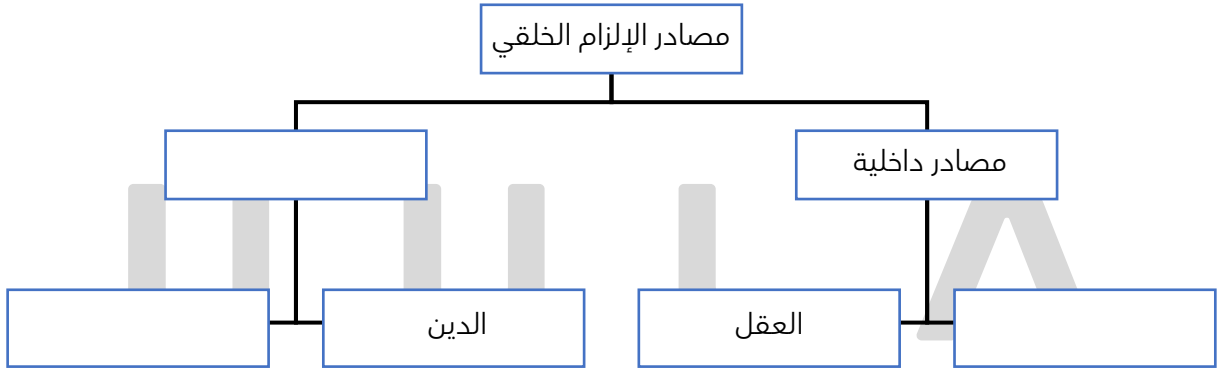 مصادر الإلزام الخلقي
مصادر داخلية
العقل
الدين